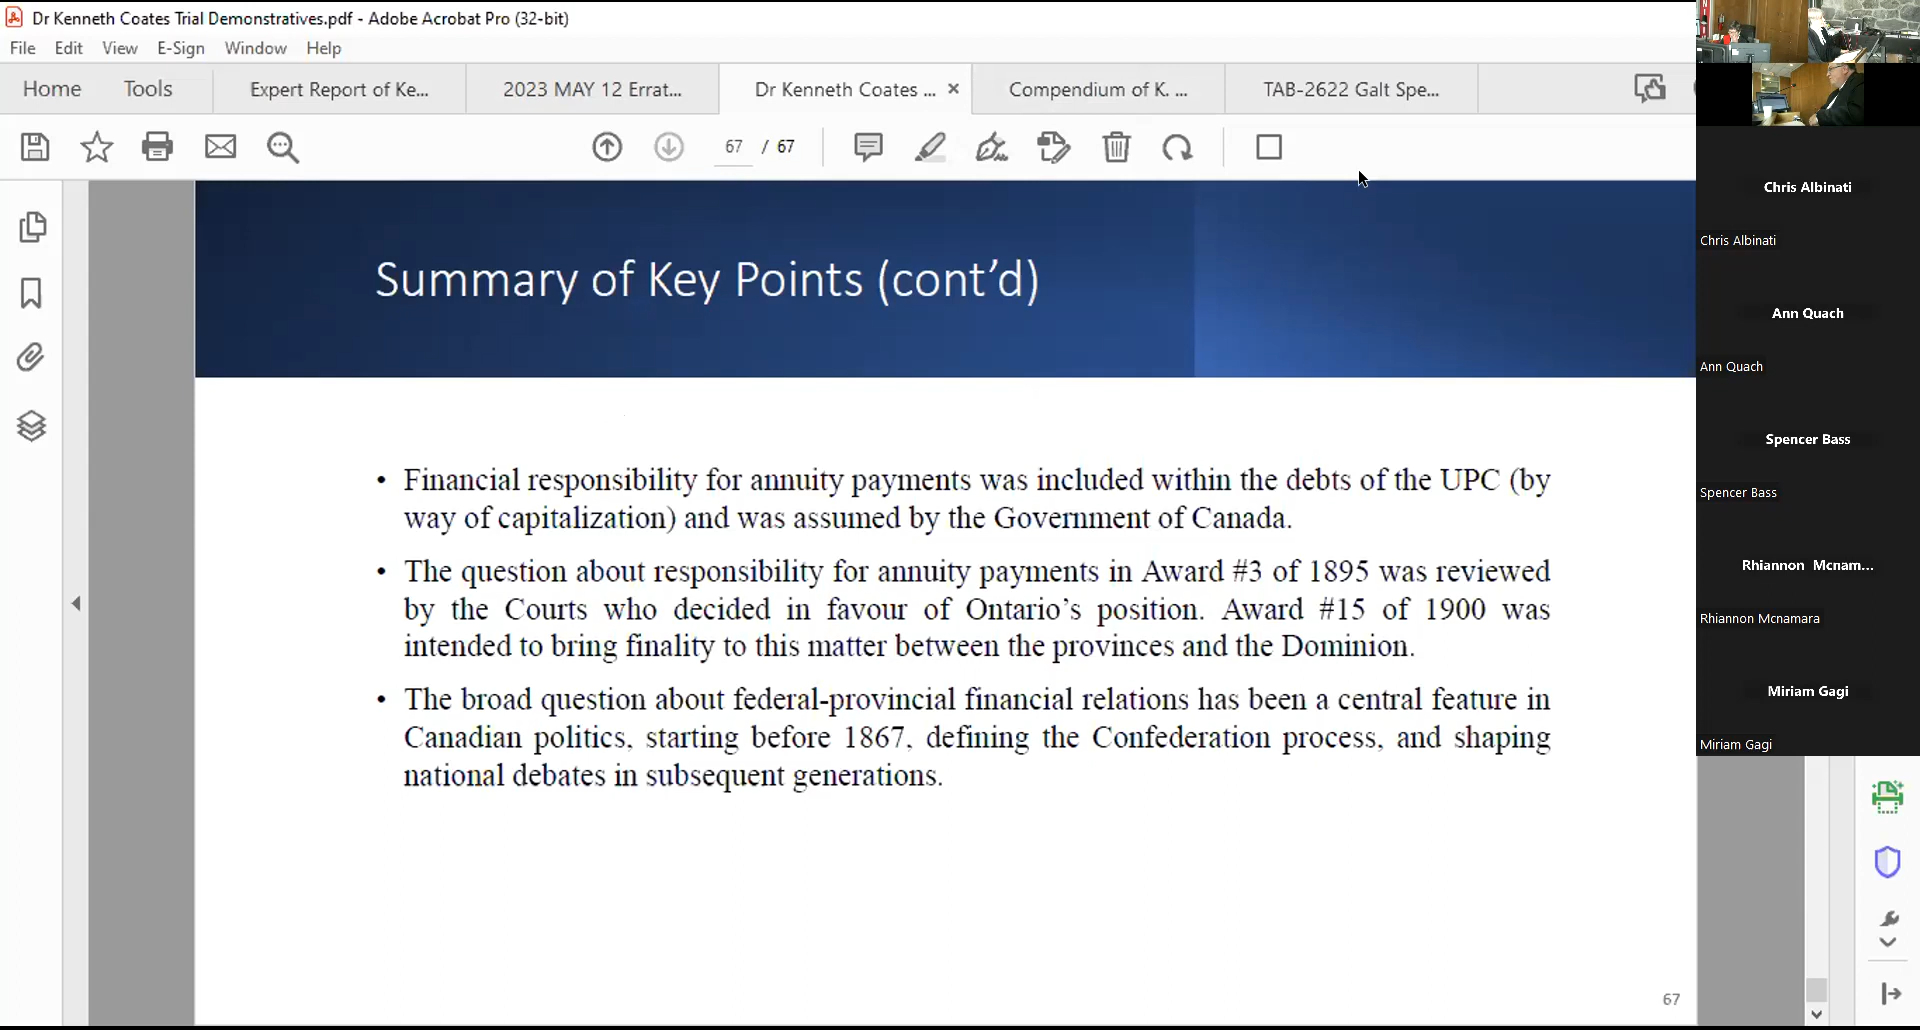 Dr Kenneth Coates Trial Demonstratives.pdf - Adobe Acrobat Pro (32-bit)
File Edit View E-Sign Window Help
Home Tools Expert Report of Ke... 2023 MAY 12 Errat... Dr Kenneth Coates ... × Compendium of K. ... TAB-2622 Galt Spe...
67 / 67
Summary of Key Points (cont’d)
• Financial responsibility for annuity payments was included within the debts of the UPC (by
way of capitalization) and was assumed by the Government of Canada.
• The question about responsibility for annuity payments in Award #3 of 1895 was reviewed
by the Courts who decided in favour of Ontario’s position. Award #15 of 1900 was
intended to bring finality to this matter between the provinces and the Dominion.
• The broad question about federal-provincial financial relations has been a central feature in
Canadian politics, starting before 1867, defining the Confederation process, and shaping
national debates in subsequent generations.
67
Chris Albinati
Chris Albinati
Ann Quach
Ann Quach
Spencer Bass
Spencer Bass
Rhiannon Mcnam...
Rhiannon Mcnamara
Miriam Gagi
Miriam Gagi